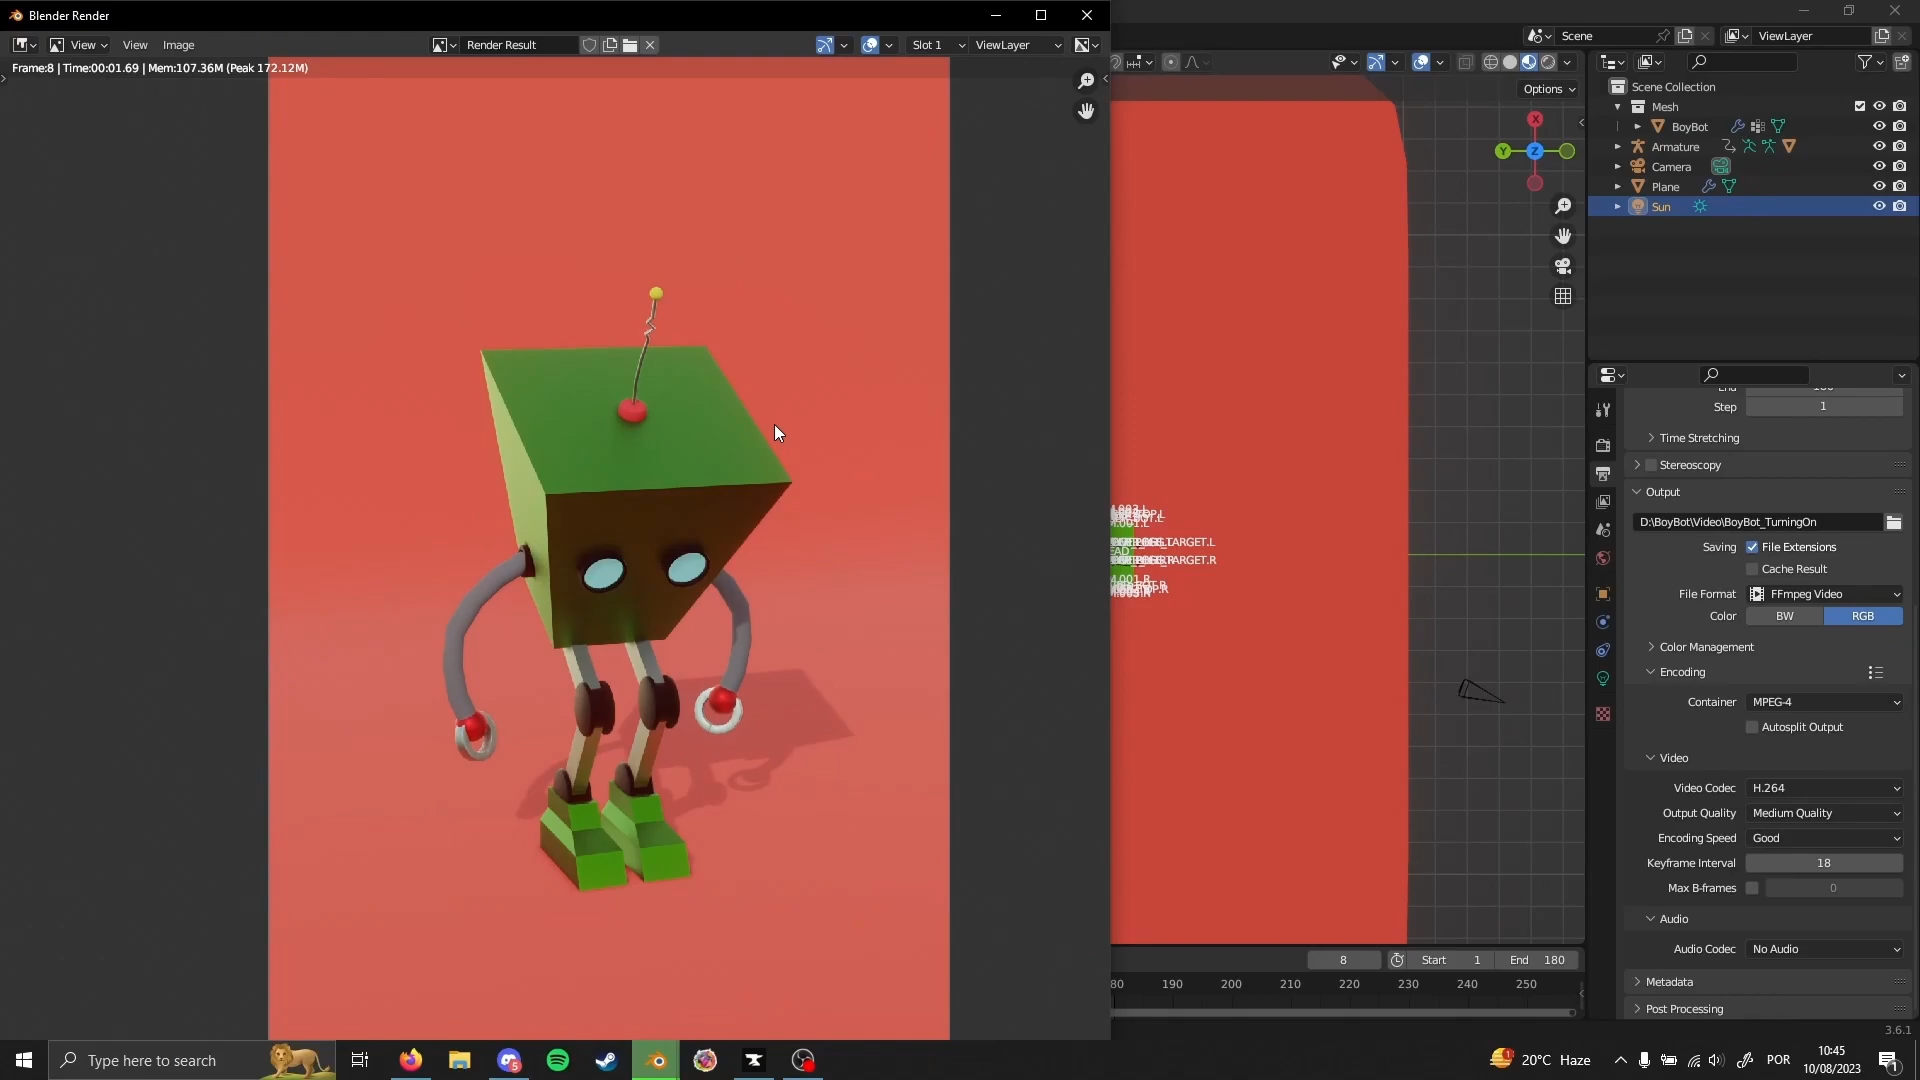 Blender Render
View
View
Image
Render Result
Slot 1
ViewLayer
Frame:8 | Time:00:01.69 | Mem:107.36M (Peak 172.12M)
Scene
ViewLayer
Options
X
Y
Z
Scene Collection
Mesh
BoyBot
Armature
Camera
Plane
Sun
Step
1
Time Stretching
Stereoscopy
Output
D:\BoyBot\Video\BoyBot_TurningOn
Saving
File Extensions
Cache Result
File Format
FFmpeg Video
Color
BW
RGB
Color Management
Encoding
Container
MPEG-4
Autosplit Output
Video
Video Codec
H.264
Output Quality
Medium Quality
Encoding Speed
Good
Keyframe Interval
18
Max B-frames
0
Audio
Audio Codec
No Audio
Metadata
Post Processing
8
Start
1
End
180
190
200
210
220
230
240
250
3.6.1
Type here to search
20°C Haze
POR
10:45
10/08/2023